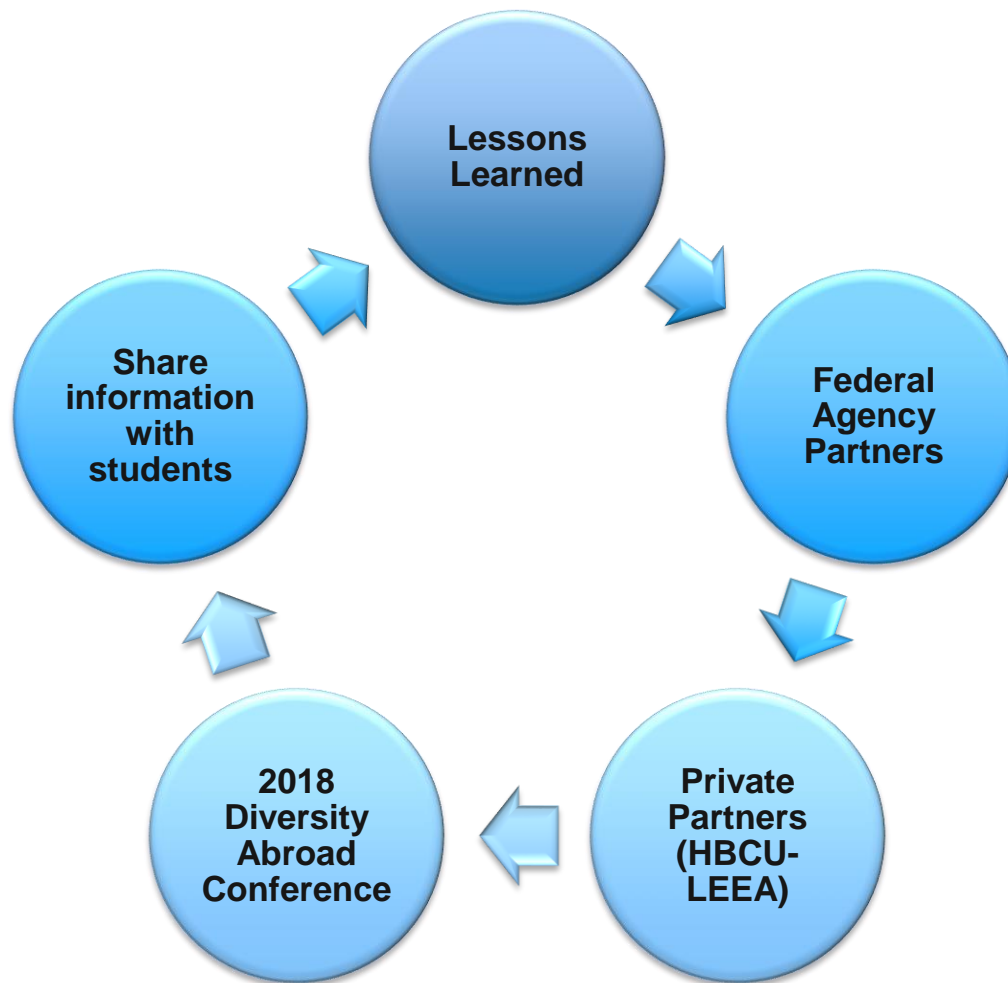 Lessons
Learned
Federal
Agency
Partners
Private
Partners
(HBCU-
LEEA)
2018
Diversity
Abroad
Conference
Share
information
with
students